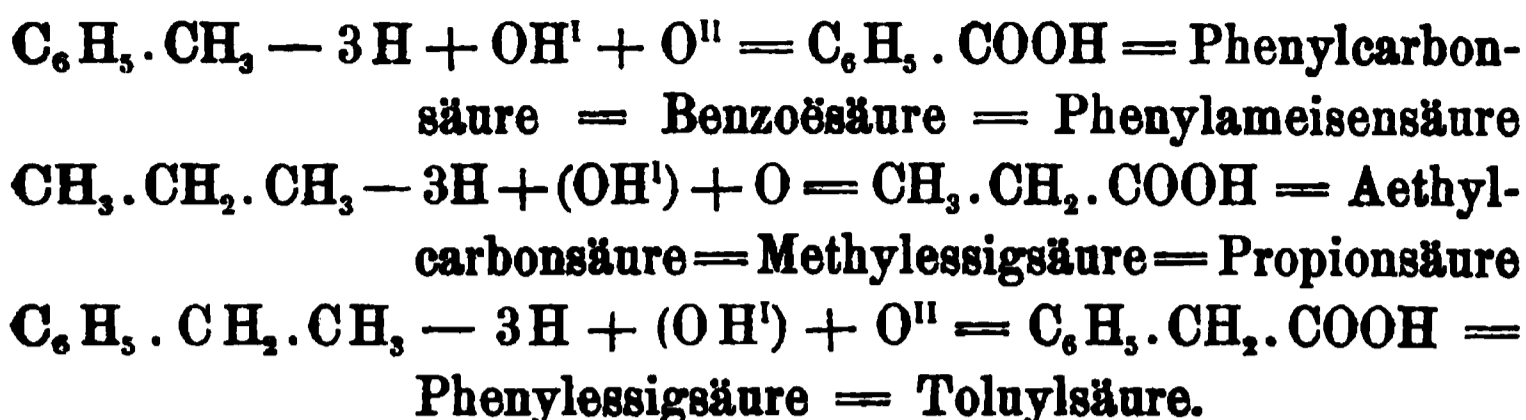 C₆H₅.CH₃ — 3H + OHᴵ + Oᴵᴵ = C₆H₅.COOH = Phenylcarbon-
säure = Benzoësäure = Phenylameisensäure
CH₃.CH₂.CH₃ — 3H + (OHᴵ) + O = CH₃.CH₂.COOH = Aethyl-
carbonsäure = Methylessigsäure = Propionsäure
C₆H₅.CH₂.CH₃ — 3H + (OHᴵ) + Oᴵᴵ = C₆H₅.CH₂.COOH =
Phenylessigsäure = Toluylsäure.